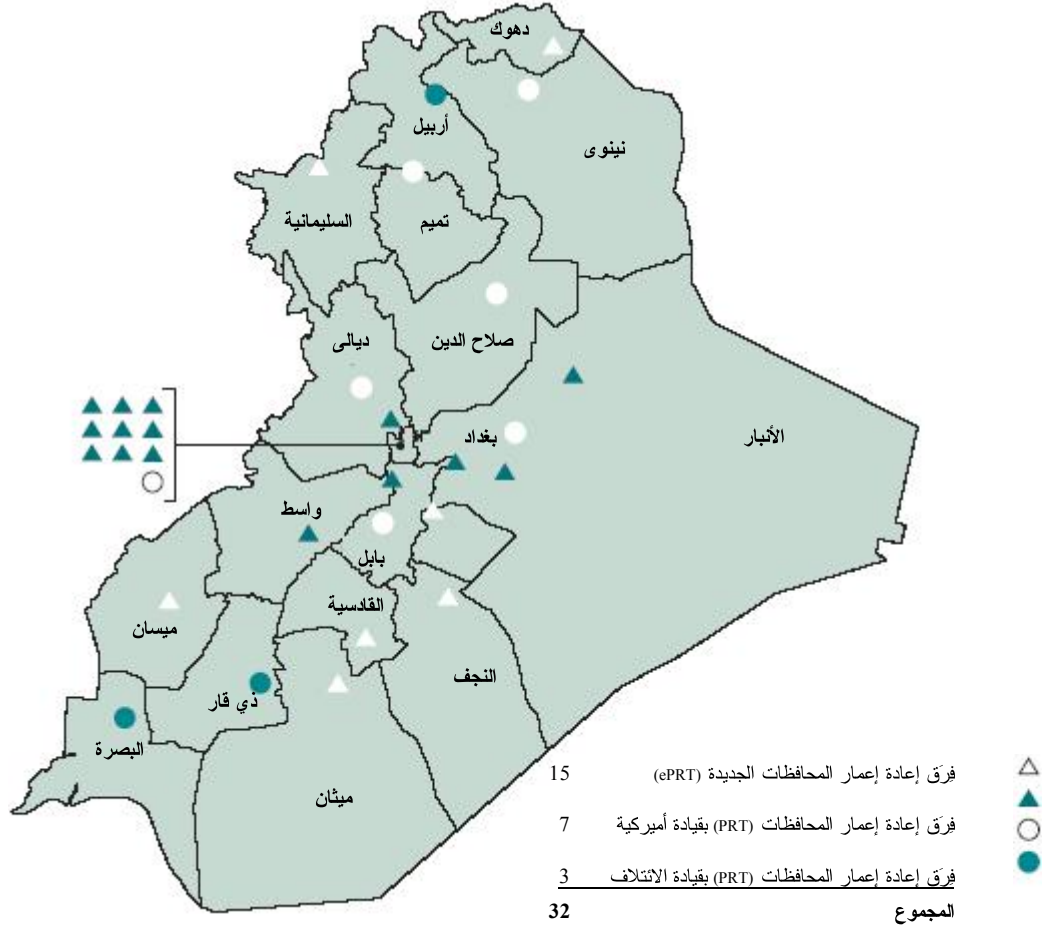 دهوك
أربيل
نينوى
السليمانية
تميم
ديالى
صلاح الدين
بغداد
الأنبار
واسط
بابل
القادسية
ميسان
النجف
ذي قار
البصرة
ميثان
فِرَق إعادة إعمار المحافظات الجديدة (ePRT) 15
فِرَق إعادة إعمار المحافظات (PRT) بقيادة أميركية 7
فِرَق إعادة إعمار المحافظات (PRT) بقيادة الائتلاف 3
المجموع 32